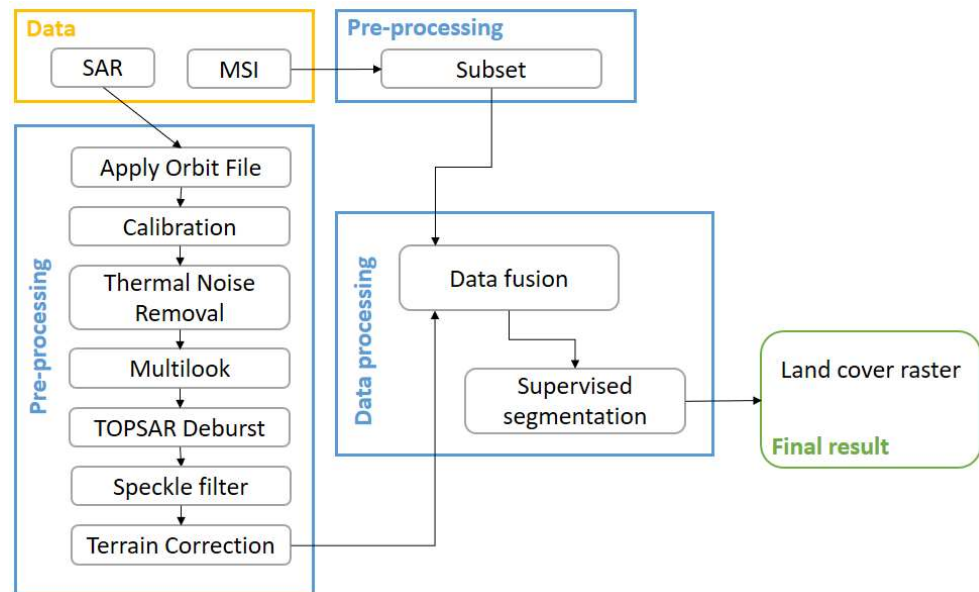 Data
SAR
MSI
Pre-processing
Subset
Pre-processing
Apply Orbit File
Calibration
Thermal Noise
Removal
Multilook
TOPSAR Deburst
Speckle filter
Terrain Correction
Data processing
Data fusion
Supervised
segmentation
Land cover raster
Final result